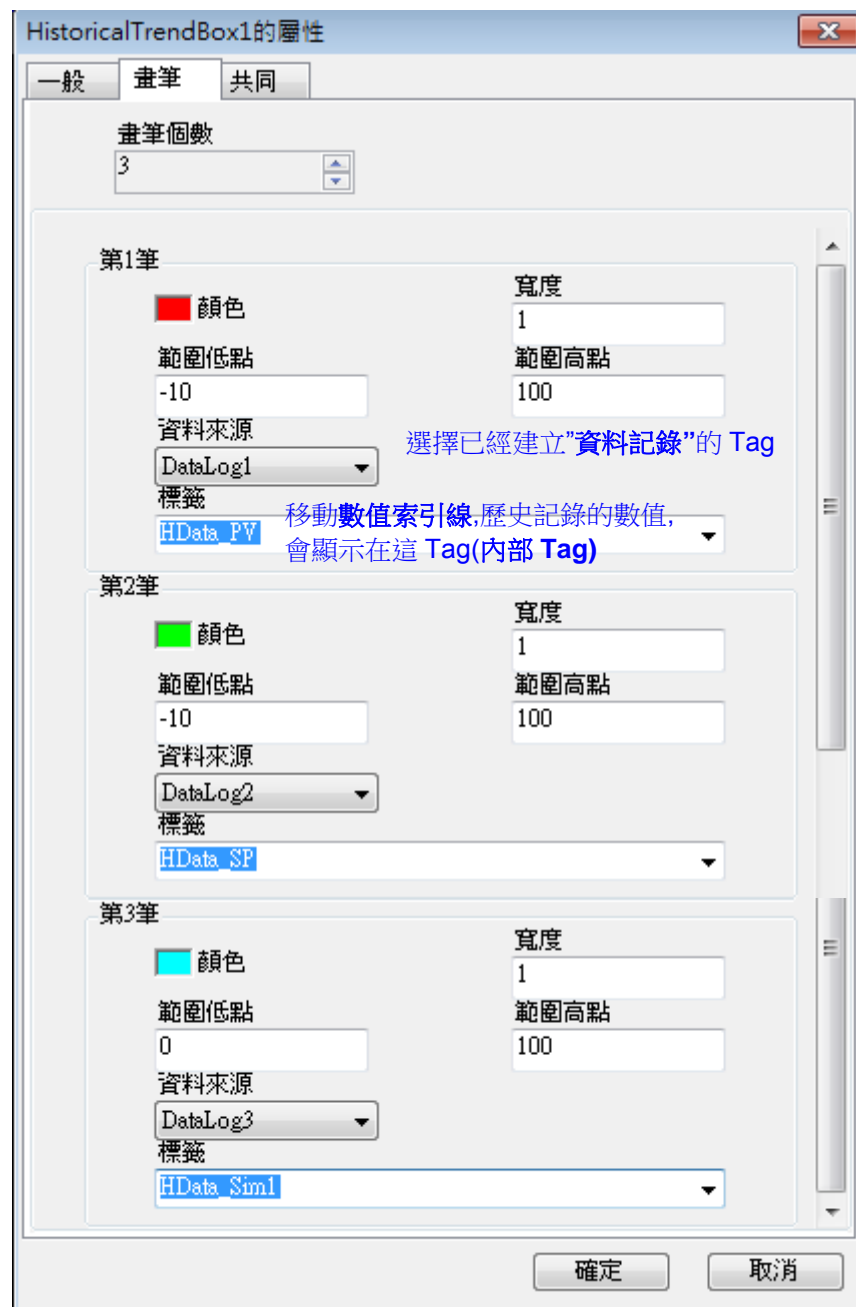 HistoricalTrendBox1的屬性
一般 畫筆 共同
畫筆個數
3
第1筆
顏色
寬度
1
範圍低點 範圍高點
-10 100
資料來源
選擇已經建立”資料記錄”的 Tag
DataLog1
標籤
移動數值索引線,歷史記錄的數值,
HData_PV
會顯示在這 Tag(內部 Tag)
第2筆
顏色
寬度
1
範圍低點 範圍高點
-10 100
資料來源
DataLog2
標籤
HData_SP
第3筆
顏色
寬度
1
範圍低點 範圍高點
0 100
資料來源
DataLog3
標籤
HData_Sim1
確定 取消